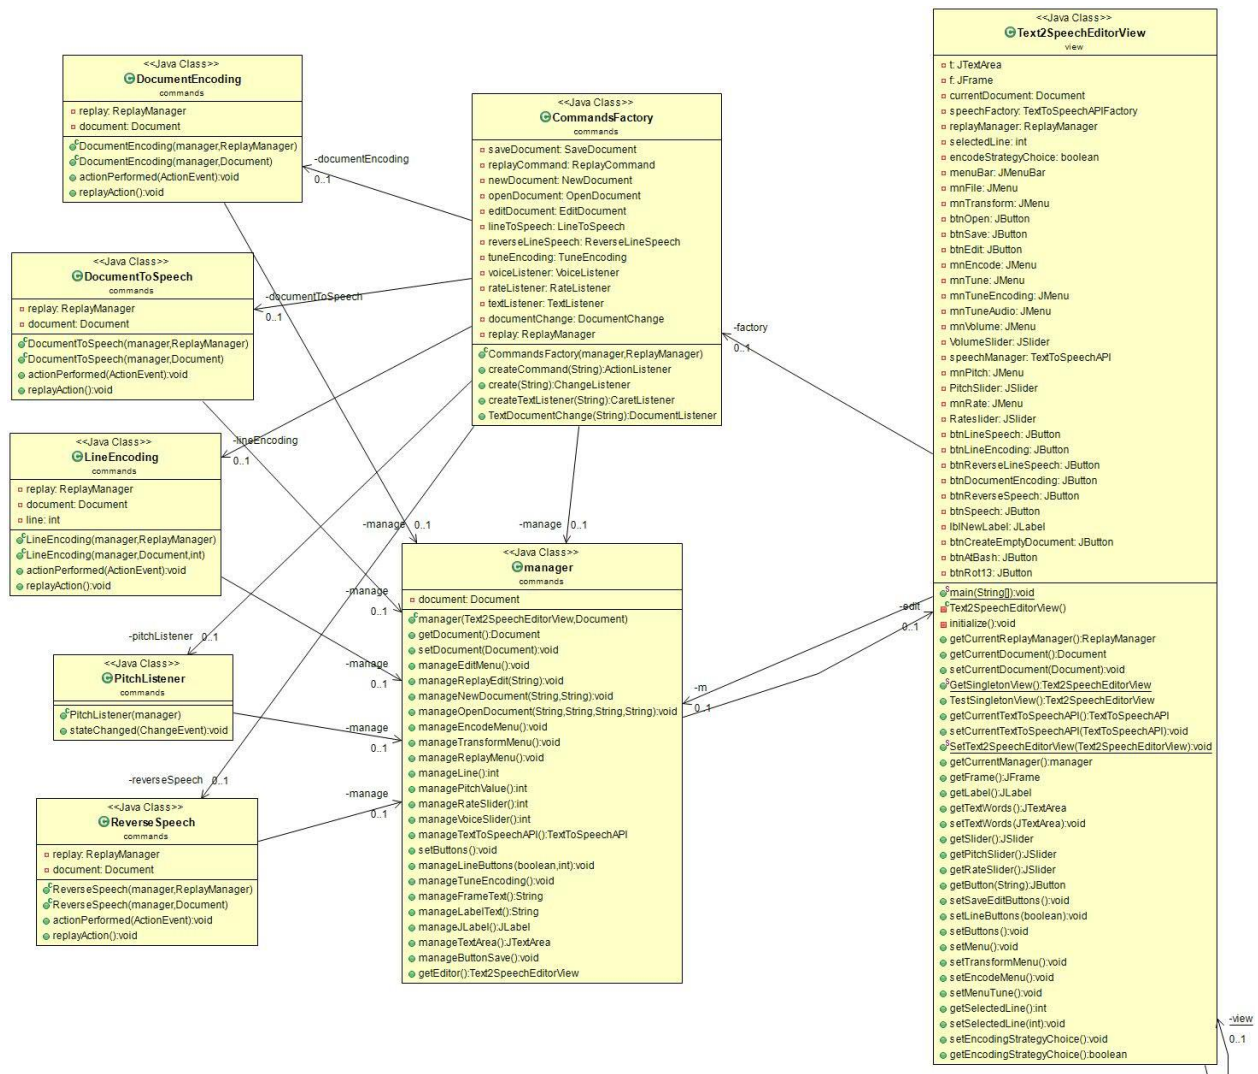 <<Java Class>>
DocumentEncoding
commands
replay: ReplayManager
document: Document
DocumentEncoding(manager,ReplayManager)
DocumentEncoding(manager,Document)
actionPerformed(ActionEvent):void
replayAction():void
<<Java Class>>
DocumentToSpeech
commands
replay: ReplayManager
document: Document
DocumentToSpeech(manager,ReplayManager)
DocumentToSpeech(manager,Document)
actionPerformed(ActionEvent):void
replayAction():void
<<Java Class>>
LineEncoding
commands
replay: ReplayManager
document: Document
line: int
LineEncoding(manager,ReplayManager)
LineEncoding(manager,Document,int)
actionPerformed(ActionEvent):void
replayAction():void
<<Java Class>>
PitchListener
commands
PitchListener(manager)
stateChanged(ChangeEvent):void
<<Java Class>>
ReverseSpeech
commands
replay: ReplayManager
document: Document
ReverseSpeech(manager,ReplayManager)
ReverseSpeech(manager,Document)
actionPerformed(ActionEvent):void
replayAction():void
-documentEncoding
0..1
-documentToSpeech
0..1
-lineEncoding
0..1
-pitchListener
0..1
-reverseSpeech
0..1
-manage
0..1
-manage
0..1
-manage
0..1
-manage
0..1
-manage
0..1
-manage
0..1
<<Java Class>>
CommandsFactory
commands
saveDocument: SaveDocument
replayCommand: ReplayCommand
newDocument: NewDocument
openDocument: OpenDocument
editDocument: EditDocument
lineToSpeech: LineToSpeech
reverseLineSpeech: ReverseLineSpeech
tuneEncoding: TuneEncoding
voiceListener: VoiceListener
rateListener: RateListener
textListener: TextListener
documentChange: DocumentChange
replay: ReplayManager
CommandsFactory(manager,ReplayManager)
createCommand(String):ActionListener
create(String):ChangeListener
createTextListener(String):CaretListener
TextDocumentChange(String):DocumentListener
<<Java Class>>
manager
commands
document: Document
manager(Text2SpeechEditorView,Document)
getDocument():Document
setDocument(Document):void
manageEditMenu():void
manageReplayEdit(String):void
manageNewDocument(String,String):void
manageOpenDocument(String,String,String,String):void
manageEncodeMenu():void
manageTransformMenu():void
manageReplayMenu():void
manageLine():int
managePitchValue():int
manageRateSlider():int
manageVoiceSlider():int
manageTextToSpeechAPI():TextToSpeechAPI
setButtons():void
manageLineButtons(boolean,int):void
manageTuneEncoding():void
manageFrameText():String
manageLabelText():String
manageJLabel():JLabel
manageTextArea():JTextArea
manageButtonSave():void
getEditor():Text2SpeechEditorView
-factory
0..1
-edit
0..1
-m
0..1
<<Java Class>>
Text2SpeechEditorView
view
t: JTextArea
f: JFrame
currentDocument: Document
speechFactory: TextToSpeechAPIFactory
replayManager: ReplayManager
selectedLine: int
encodeStrategyChoice: boolean
menuBar: JMenuBar
mnFile: JMenu
mnTransform: JMenu
btnOpen: JButton
btnSave: JButton
btnEdit: JButton
mnEncode: JMenu
mnTune: JMenu
mnTuneEncoding: JMenu
mnTuneAudio: JMenu
mnVolume: JMenu
VolumeSlider: JSlider
speechManager: TextToSpeechAPI
mnPitch: JMenu
PitchSlider: JSlider
mnRate: JMenu
Rateslider: JSlider
btnLineSpeech: JButton
btnLineEncoding: JButton
btnReverseLineSpeech: JButton
btnDocumentEncoding: JButton
btnReverseSpeech: JButton
btnSpeech: JButton
lblNewLabel: JLabel
btnCreateEmptyDocument: JButton
btnAtBash: JButton
btnRot13: JButton
main(String[]):void
Text2SpeechEditorView()
initialize():void
getCurrentReplayManager():ReplayManager
getCurrentDocument():Document
setCurrentDocument(Document):void
GetSingletonView():Text2SpeechEditorView
TestSingletonView():Text2SpeechEditorView
getCurrentTextToSpeechAPI():TextToSpeechAPI
setCurrentTextToSpeechAPI(TextToSpeechAPI):void
SetText2SpeechEditorView(Text2SpeechEditorView):void
getCurrentManager():manager
getFrame():JFrame
getLabel():JLabel
getTextWords():JTextArea
setTextWords(JTextArea):void
getSlider():JSlider
getPitchSlider():JSlider
getRateSlider():JSlider
getButton(String):JButton
setSaveEditButtons():void
setLineButtons(boolean):void
setButtons():void
setMenu():void
setTransformMenu():void
setEncodeMenu():void
setMenuTune():void
getSelectedLine():int
setSelectedLine(int):void
setEncodingStrategyChoice():void
getEncodingStrategyChoice():boolean
-view
0..1